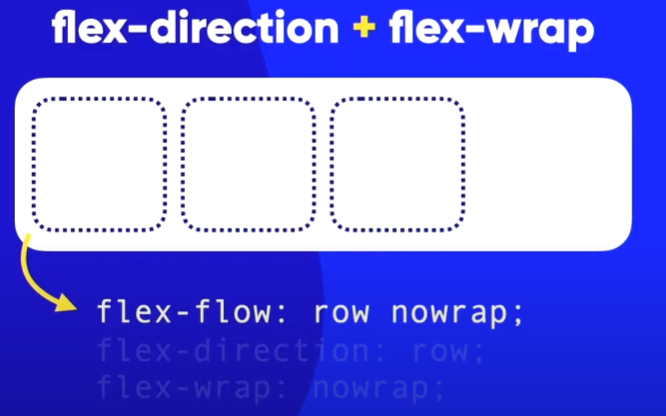 flex-direction + flex-wrap
flex-flow: row nowrap;
flex-direction: row;
flex-wrap: nowrap;